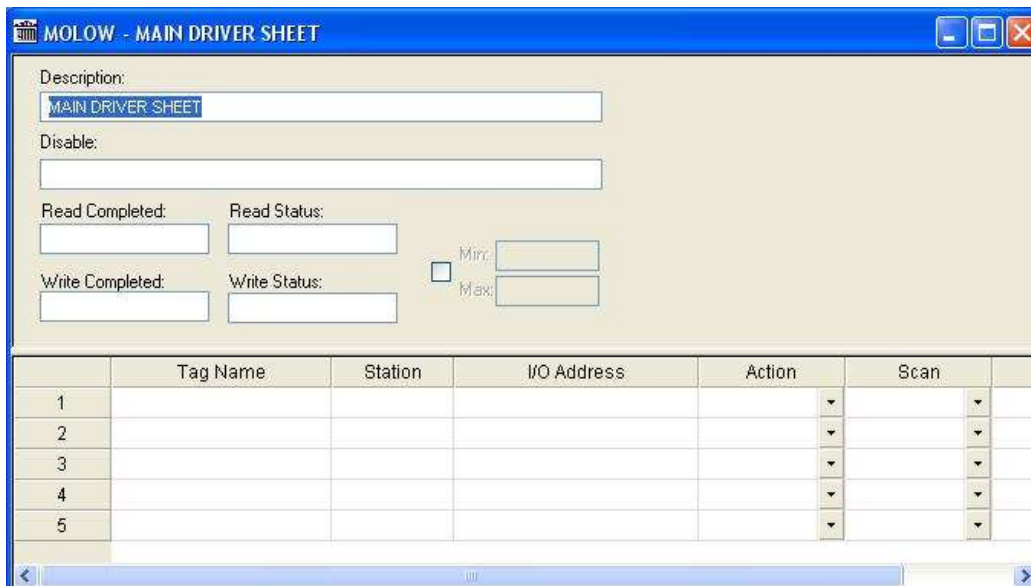 MOLOW - MAIN DRIVER SHEET
Description:
MAIN DRIVER SHEET
Disable:
Read Completed: Read Status:
Min:
Write Completed: Write Status:
Max:
Tag Name Station I/O Address Action Scan
1
2
3
4
5